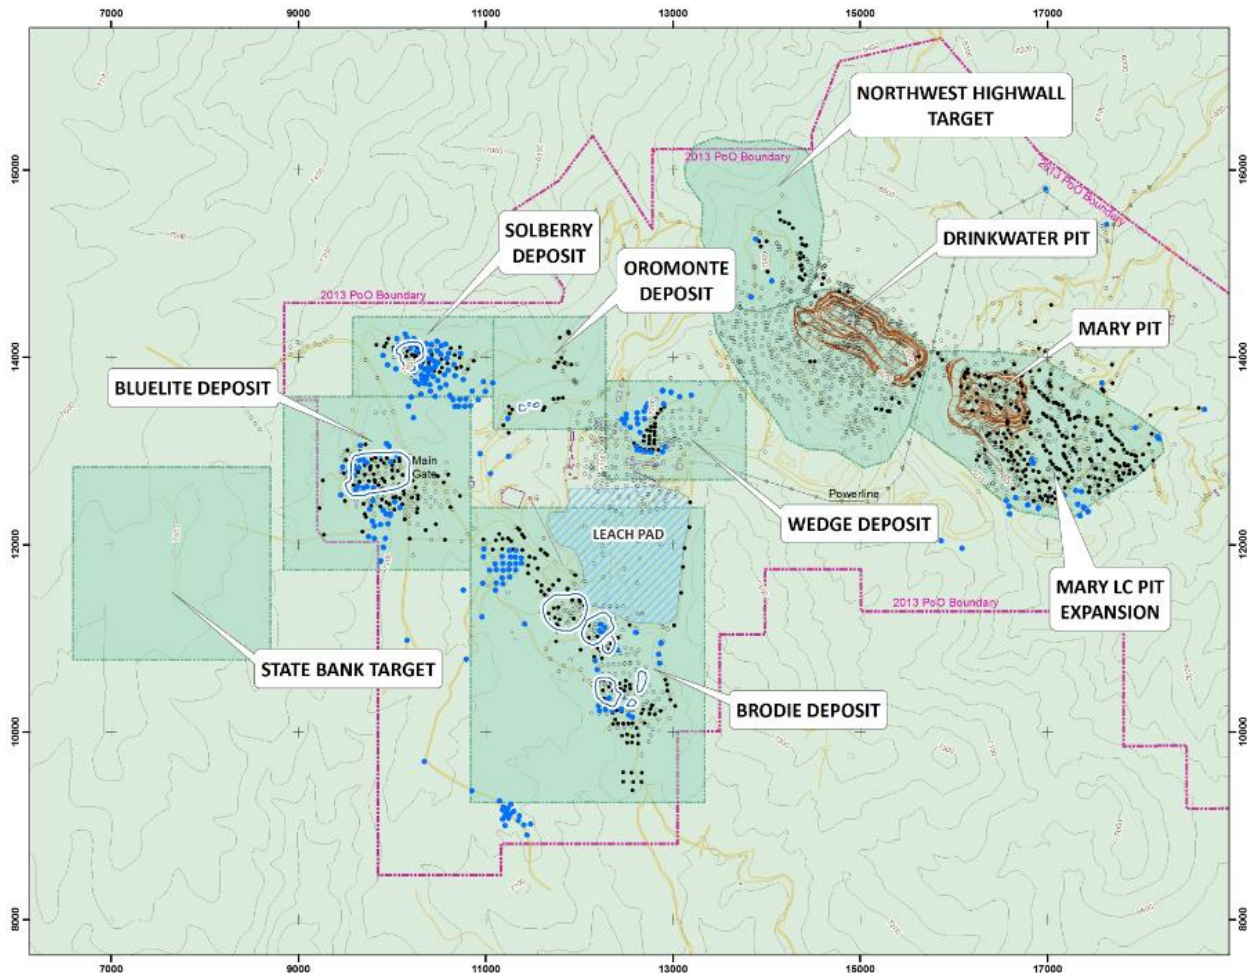 7000 9000 11000 13000 15000 17000
NORTHWEST HIGHWALL
TARGET
16000
2013 PoO Boundary
16000
2013 PoO Boundary
SOLBERRY
DEPOSIT
DRINKWATER PIT
OROMONTE
DEPOSIT
2013 PoO Boundary
MARY PIT
14000
14000
BLUELITE DEPOSIT
Main
Gate
Powerline
WEDGE DEPOSIT
LEACH PAD
12000
12000
MARY LC PIT
EXPANSION
2013 PoO Boundary
STATE BANK TARGET
BRODIE DEPOSIT
10000
10000
8000
8000
7000 9000 11000 13000 15000 17000